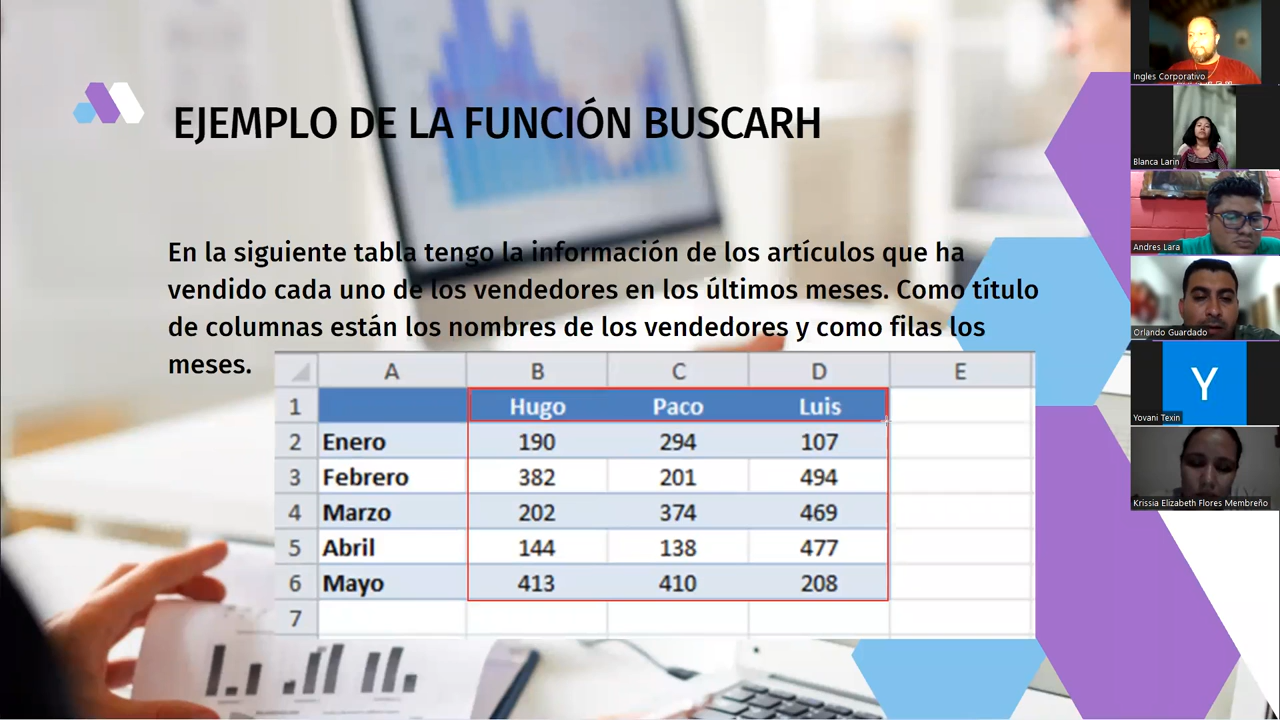 EJEMPLO DE LA FUNCIÓN BUSCARH
En la siguiente tabla tengo la información de los artículos que ha
vendido cada uno de los vendedores en los últimos meses. Como título
de columnas están los nombres de los vendedores y como filas los
meses.
A B C D E
1 Hugo Paco Luis
2 Enero 190 294 107
3 Febrero 382 201 494
4 Marzo 202 374 469
5 Abril 144 138 477
6 Mayo 413 410 208
7
Ingles Corporativo
Blanca Larin
Andres Lara
Orlando Guardado
Y
Yovani Texin
Krissia Elizabeth Flores Membreño